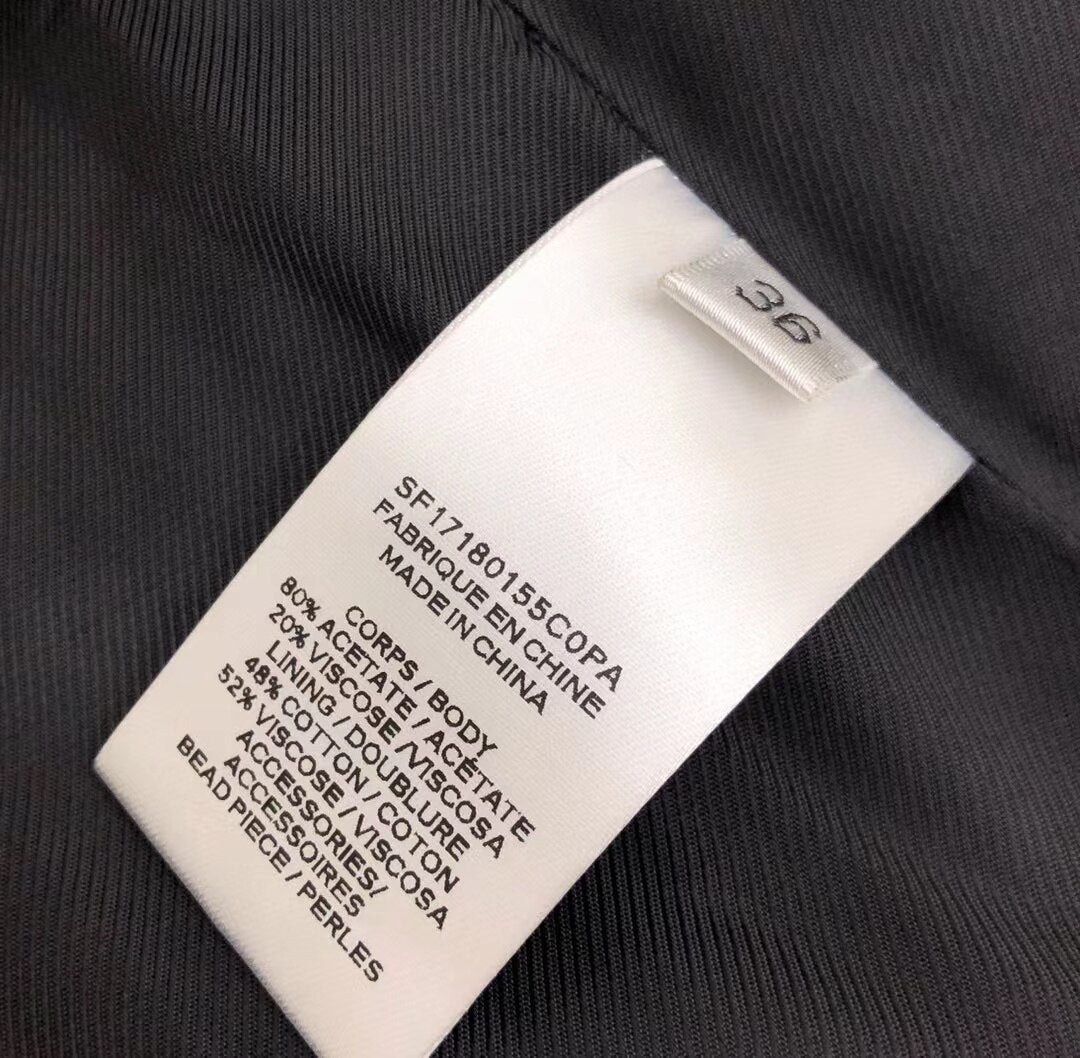 36
SF17180155C0PA
FABRIQUE EN CHINE
MADE IN CHINA
CORPS / BODY
80% ACETATE / ACÉTATE
20% VISCOSE /VISCOSA
LINING / DOUBLURE
48% COTTON / COTON
52% VISCOSE / VISCOSA
ACCESSORIES/
ACCESSOIRES
BEAD PIECE / PERLES